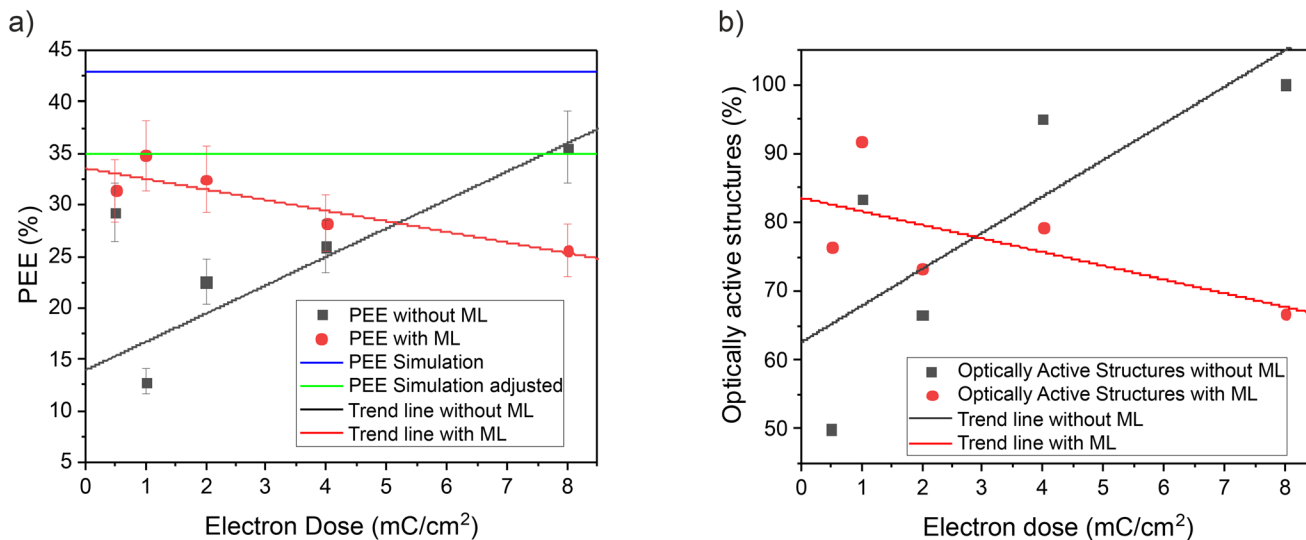 a)
45
40
35
30
25
20
15
10
5
PEE (%)
PEE without ML
PEE with ML
PEE Simulation
PEE Simulation adjusted
Trend line without ML
Trend line with ML
0 1 2 3 4 5 6 7 8
Electron Dose (mC/cm²)
b)
100
90
80
70
60
50
Optically active structures (%)
Optically Active Structures without ML
Optically Active Structures with ML
Trend line without ML
Trend line with ML
0 2 4 6 8
Electron dose (mC/cm²)